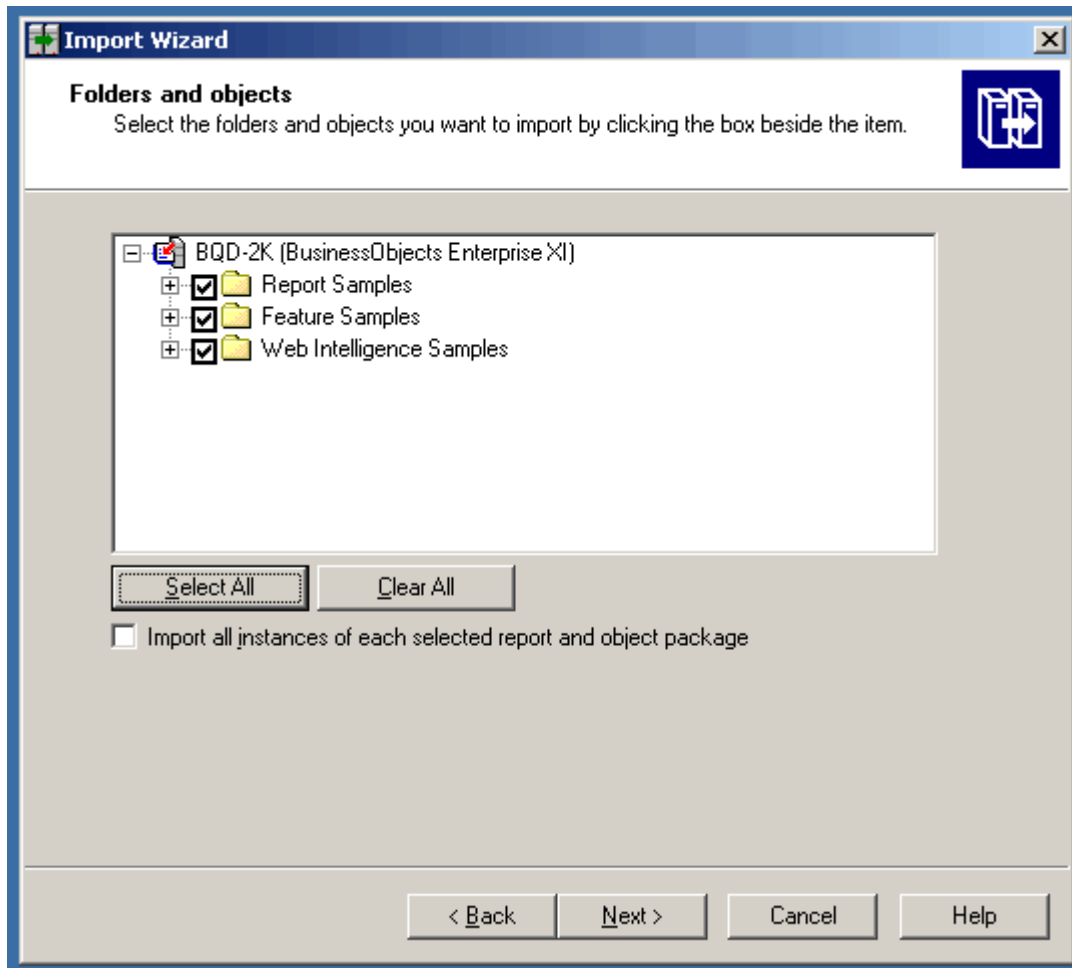 Import Wizard
Folders and objects
Select the folders and objects you want to import by clicking the box beside the item.
BQD-2K (BusinessObjects Enterprise XI)
Report Samples
Feature Samples
Web Intelligence Samples
Select All Clear All
Import all instances of each selected report and object package
< Back Next > Cancel Help